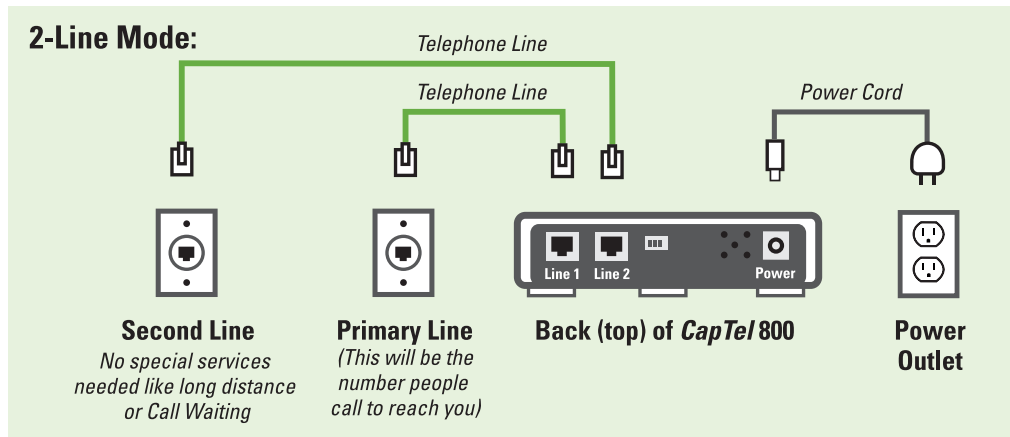 2-Line Mode:
Telephone Line
Telephone Line
Power Cord
Line 1 Line 2
Power
Second Line
No special services
needed like long distance
or Call Waiting
Primary Line
(This will be the
number people
call to reach you)
Back (top) of CapTel 800
Power
Outlet